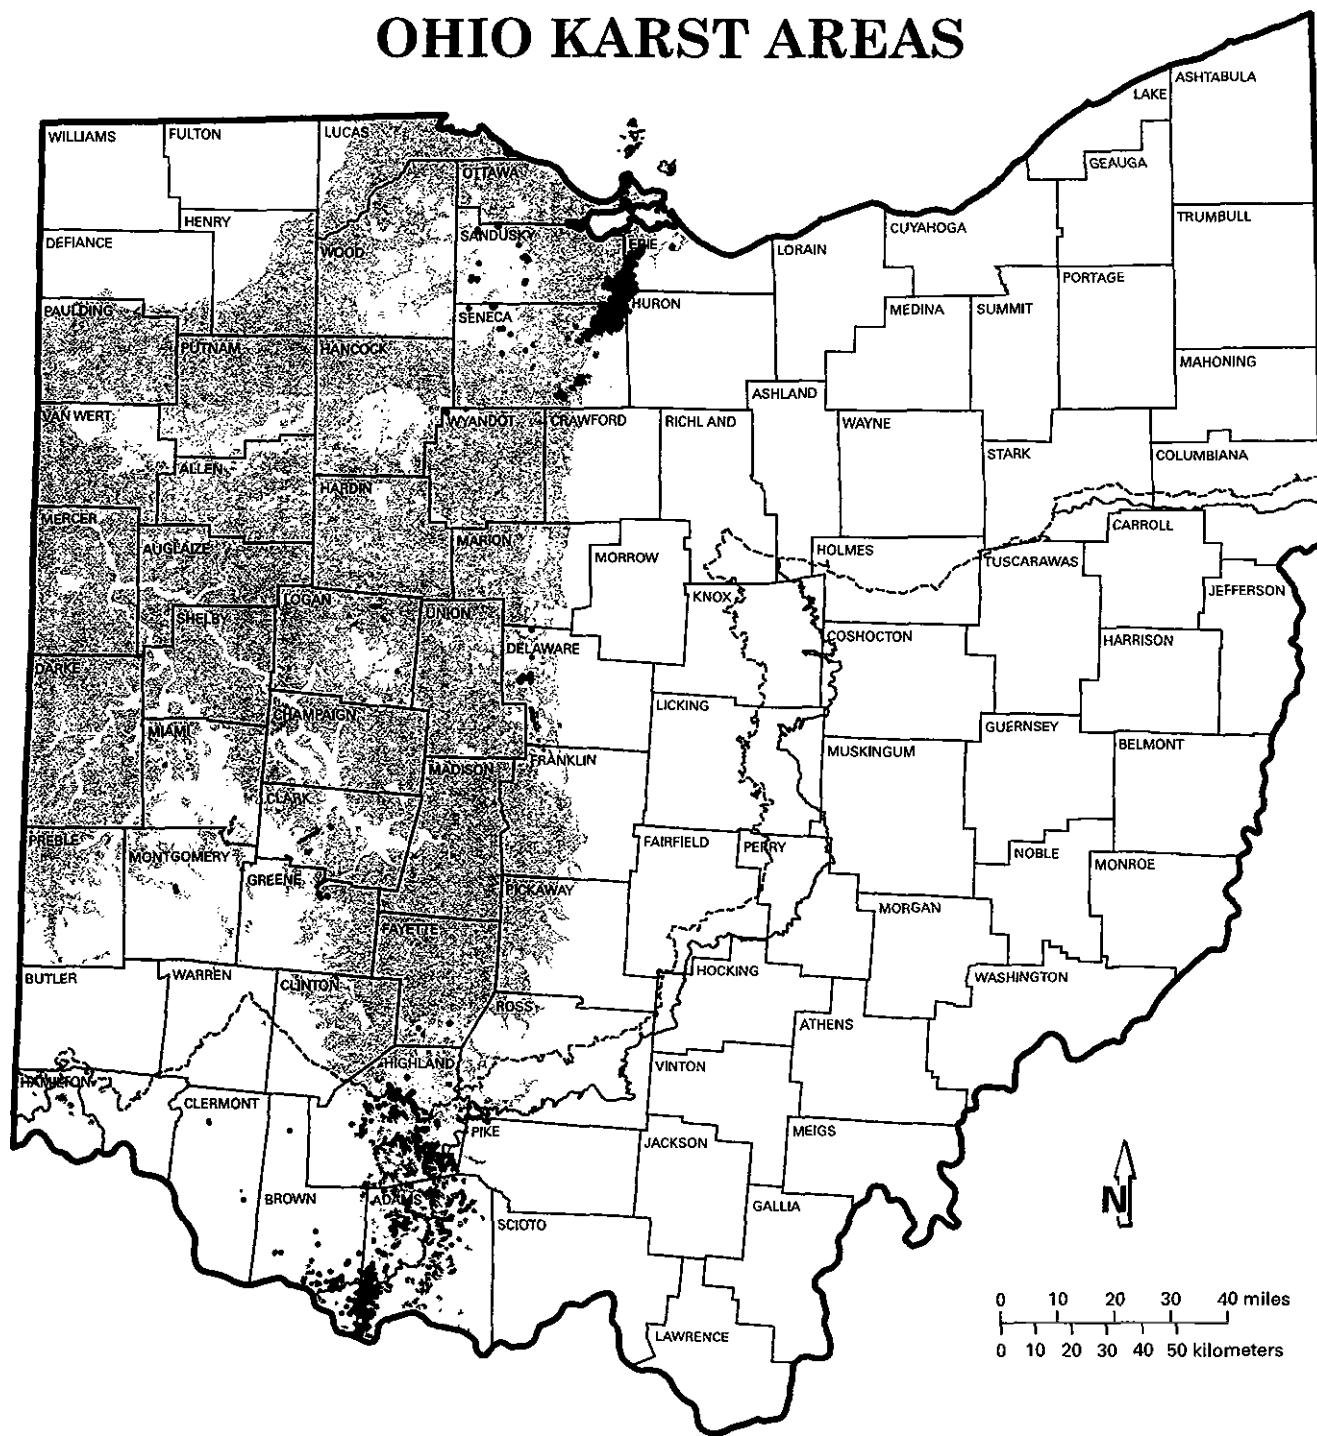 OHIO KARST AREAS
ASHTABULA
LAKE
WILLIAMS
FULTON
LUCAS
GEAUGA
OTTAWA
HENRY
TRUMBULL
DEFIANCE
SANDUSKY
ERIE
LORAIN
CUYAHOGA
WOOD
PORTAGE
PAULDING
SENECA
HURON
MEDINA
SUMMIT
PUTNAM
HANCOCK
MAHONING
ASHLAND
VAN WERT
WYANDOT
CRAWFORD
RICHLAND
WAYNE
STARK
COLUMBIANA
ALLEN
HARDIN
MERCER
CARROLL
AUGLAIZE
MARION
MORROW
HOLMES
TUSCARAWAS
JEFFERSON
LOGAN
KNOX
SHELBY
UNION
COSHOCTON
HARRISON
DELAWARE
DARKE
LICKING
CHAMPAIGN
GUERNSEY
MIAMI
MUSKINGUM
BELMONT
FRANKLIN
MADISON
CLARK
PREBLE
FAIRFIELD
PERRY
MONTGOMERY
NOBLE
MONROE
GREENE
PICKAWAY
MORGAN
FAYETTE
HOCKING
BUTLER
WARREN
WASHINGTON
CLINTON
ROSS
ATHENS
HIGHLAND
VINTON
HAMILTON
CLERMONT
PIKE
JACKSON
MEIGS
BROWN
ADAMS
GALLIA
SCIOTO
N
0 10 20 30 40 miles
0 10 20 30 40 50 kilometers
LAWRENCE